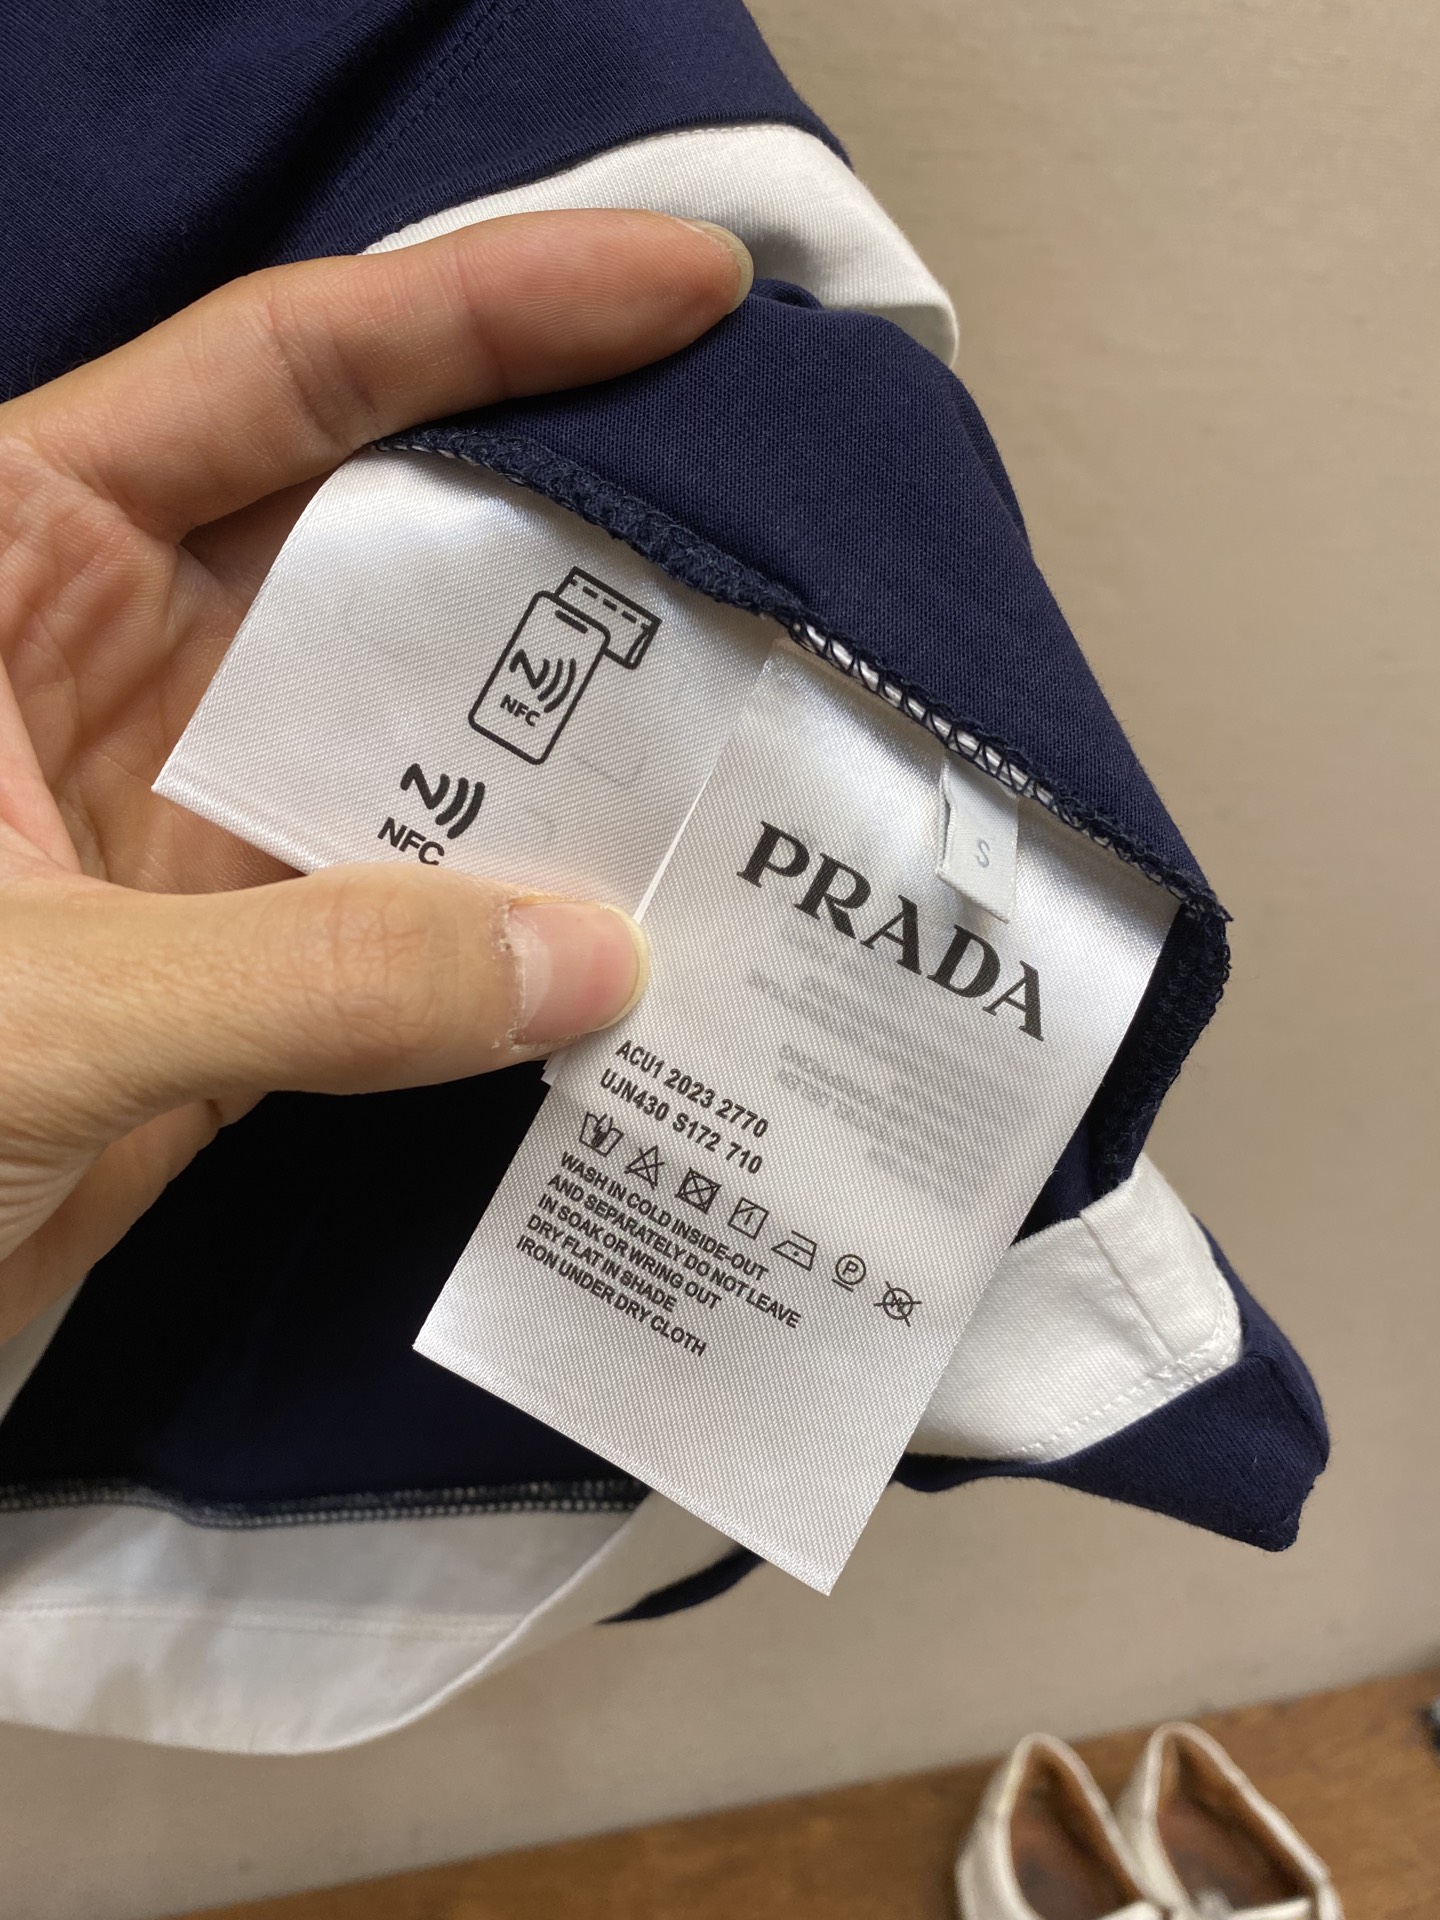 NFC
NFC
S
PRADA
ACU1 2023 2770
UJN430 S172 710
1
P
WASH IN COLD INSIDE-OUT
AND SEPARATELY DO NOT LEAVE
IN SOAK OR WRING OUT
DRY FLAT IN SHADE
IRON UNDER DRY CLOTH